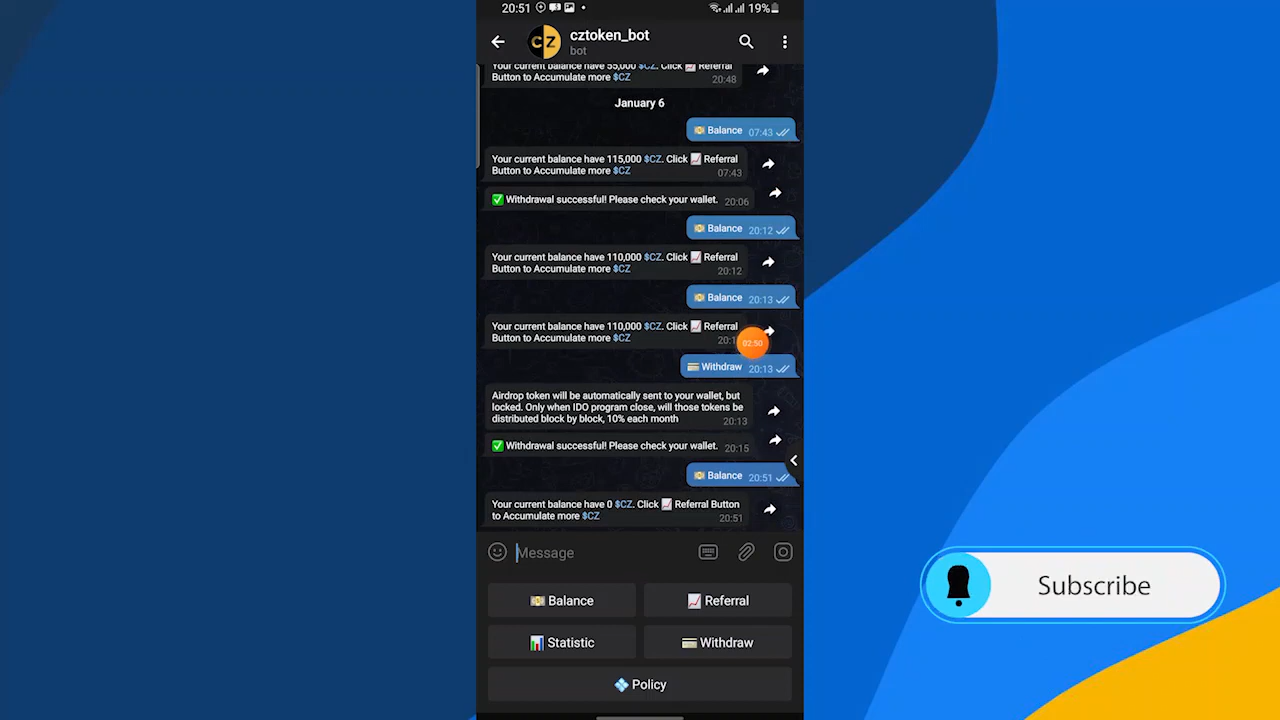 20:51
19%
cztoken_bot
bot
Your current balance have 55,000 $CZ. Click 📈 Referral
Button to Accumulate more $CZ
20:48
January 6
Balance 07:43
Your current balance have 115,000 $CZ. Click 📈 Referral
Button to Accumulate more $CZ
07:43
✅ Withdrawal successful! Please check your wallet. 20:06
Balance 20:12
Your current balance have 110,000 $CZ. Click 📈 Referral
Button to Accumulate more $CZ
20:12
Balance 20:13
Your current balance have 110,000 $CZ. Click 📈 Referral
Button to Accumulate more $CZ
02:50
Withdraw 20:13
Airdrop token will be automatically sent to your wallet, but
locked. Only when IDO program close, will those tokens be
distributed block by block, 10% each month
20:13
✅ Withdrawal successful! Please check your wallet. 20:15
Balance 20:51
Your current balance have 0 $CZ. Click 📈 Referral Button
to Accumulate more $CZ
20:51
Message
Balance
Referral
Statistic
Withdraw
Policy
Subscribe